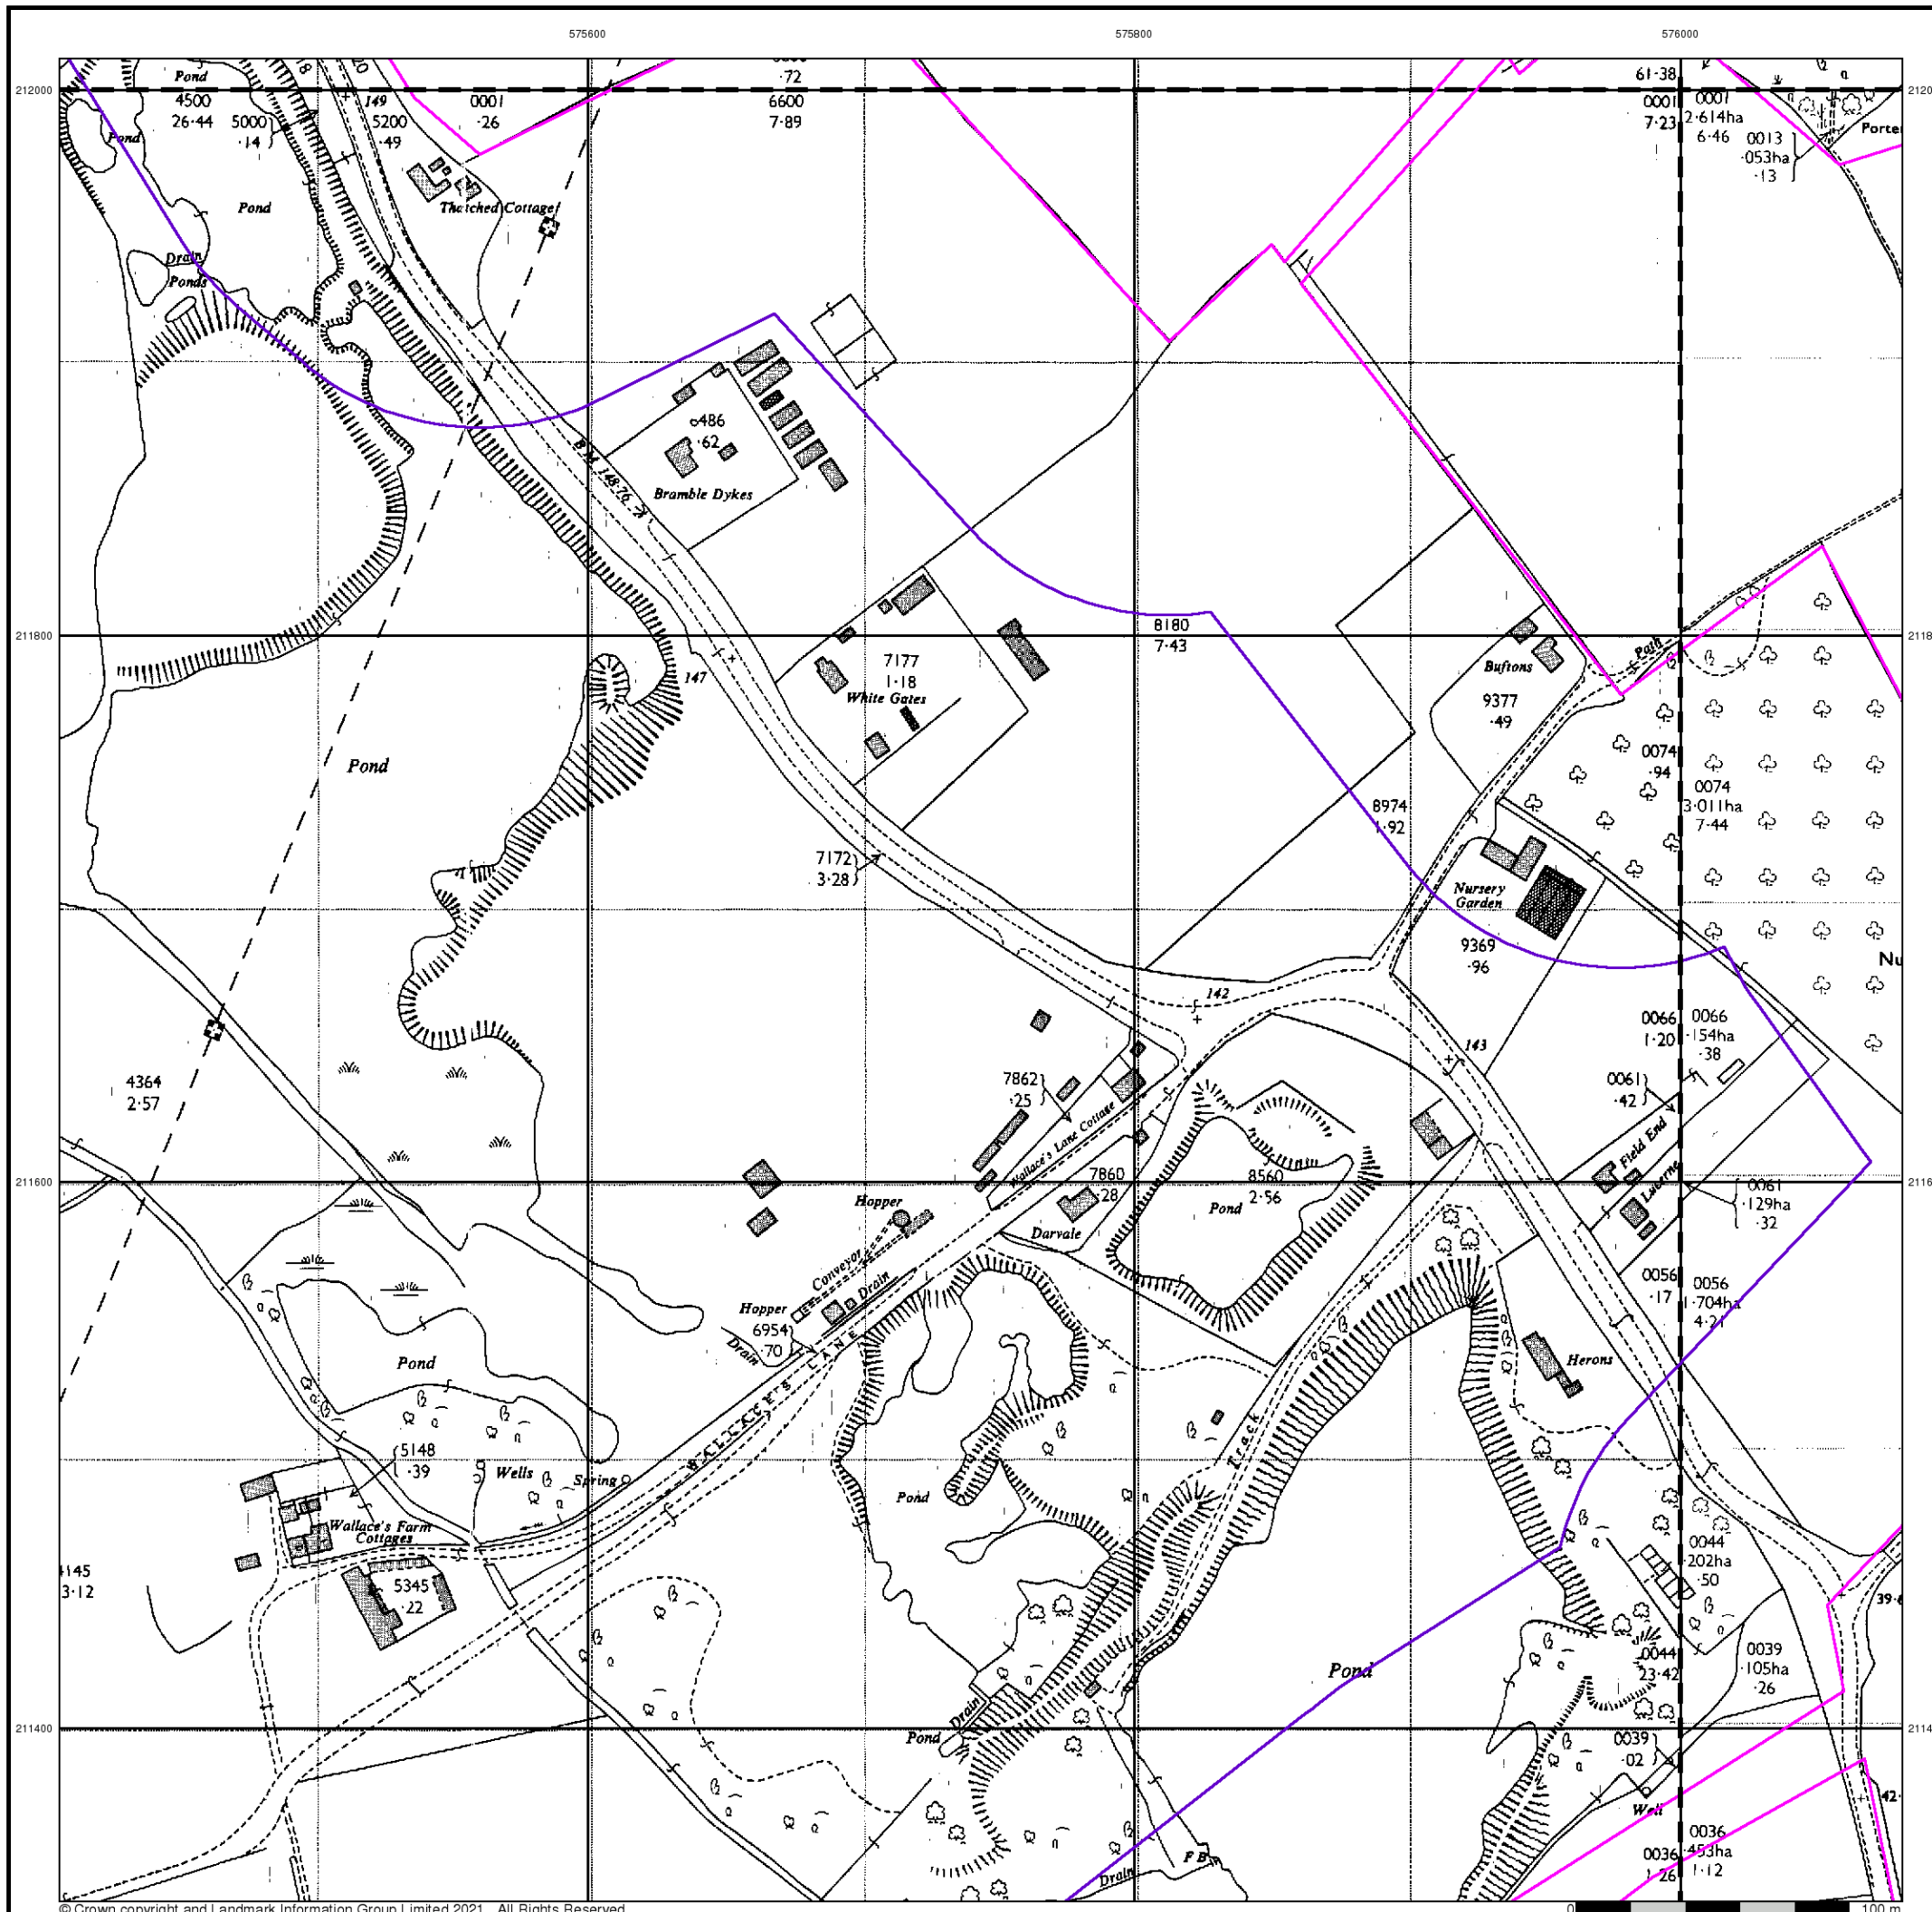 575600
575800
576000
212000
Pond
4500
26·44
5000
·14
149
5200
·49
0001
·26
·72
6600
7·89
61·38
0001
7·23
0001
2·614ha
6·46
0013
·053ha
·13
Pond
Pond
Thatched Cottage
Drain
Ponds
·62
Bramble Dykes
B M 148·76
211800
147
7177
1·18
White Gates
8180
7·43
Buftons
9377
·49
Path
0074
·94
0074
3·011ha
7·44
Pond
7172
3·28
8974
1·92
Nursery
Garden
9369
·96
142
143
0066
1·20
0066
·154ha
·38
4364
2·57
7862
·25
Wallace's Lane Cottage
0061
·42
Field End
Lucerne
211600
7860
·28
8560
2·56
Pond
Darvale
0061
·129ha
·32
Hopper
Conveyor
Drain
Hopper
6954
·70
Drain
WALLACE'S LANE
0056
·17
0056
1·704ha
4·21
Herons
Pond
Track
5148
·39
Wells
Spring
Pond
Wallace's Farm
Cottages
5345
·22
4145
3·12
0044
·202ha
·50
0044
23·42
0039
·105ha
·26
Pond
211400
Pond
Drain
0039
·02
Well
0036
1·26
0036
·453ha
1·12
F B
Drain
© Crown copyright and Landmark Information Group Limited 2021. All Rights Reserved.
0
100 m